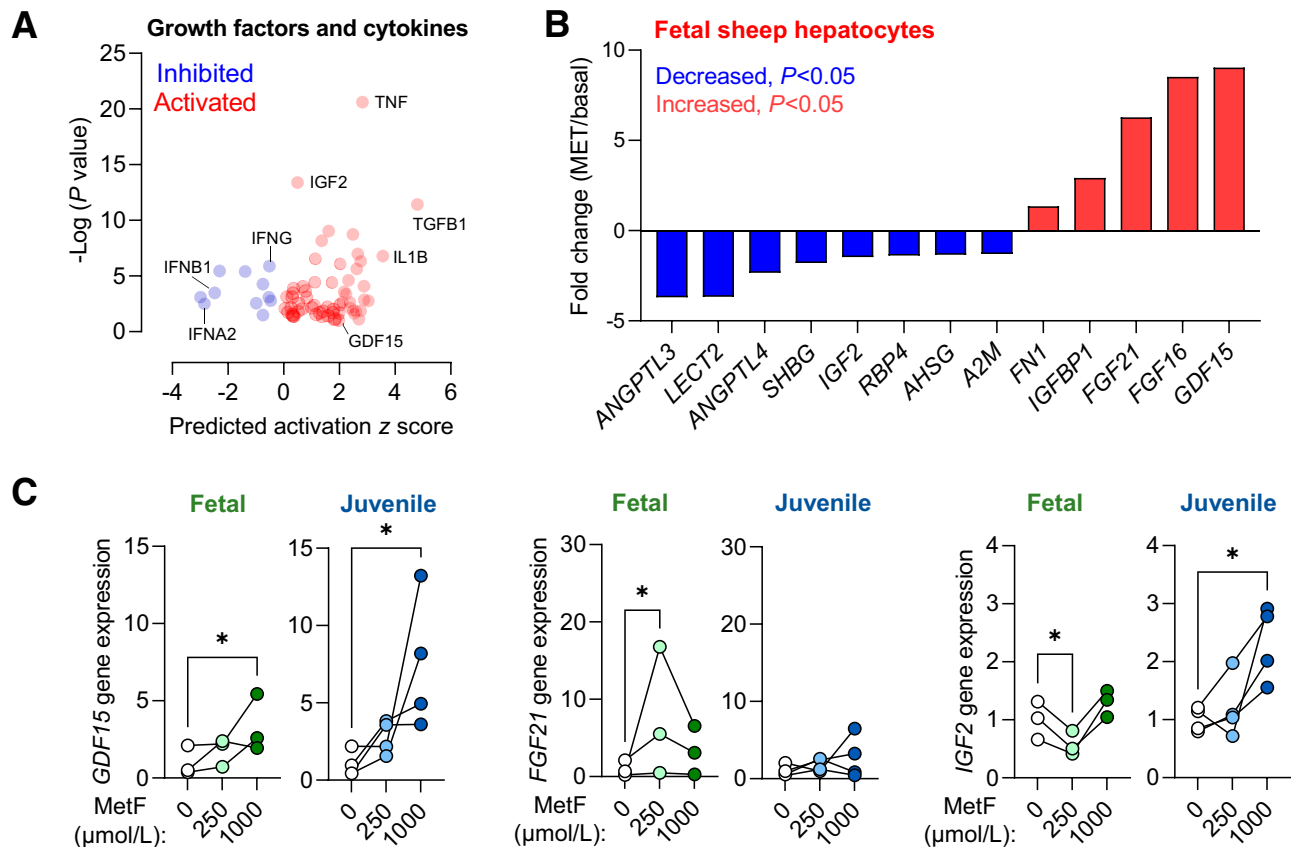 A
Growth factors and cytokines
25
20
15
10
5
0
-Log (P value)
Inhibited
Activated
TNF
IGF2
TGFB1
IFNG
IL1B
IFNB1
IFNA2
GDF15
-4 -2 0 2 4 6
Predicted activation z score
B
Fetal sheep hepatocytes
10
5
0
-5
Fold change (MET/basal)
Decreased, P<0.05
Increased, P<0.05
ANGPTL3
LECT2
ANGPTL4
SHBG
IGF2
RBP4
AHSG
A2M
FN1
IGFBP1
FGF21
FGF16
GDF15
C
Fetal
15
10
5
0
GDF15 gene expression
*
MetF
(µmol/L):
0
250
1000
Juvenile
15
10
5
0
*
0
250
1000
Fetal
30
20
10
0
FGF21 gene expression
*
MetF
(µmol/L):
0
250
1000
Juvenile
30
20
10
0
0
250
1000
Fetal
4
3
2
1
0
IGF2 gene expression
*
MetF
(µmol/L):
0
250
1000
Juvenile
4
3
2
1
0
*
0
250
1000